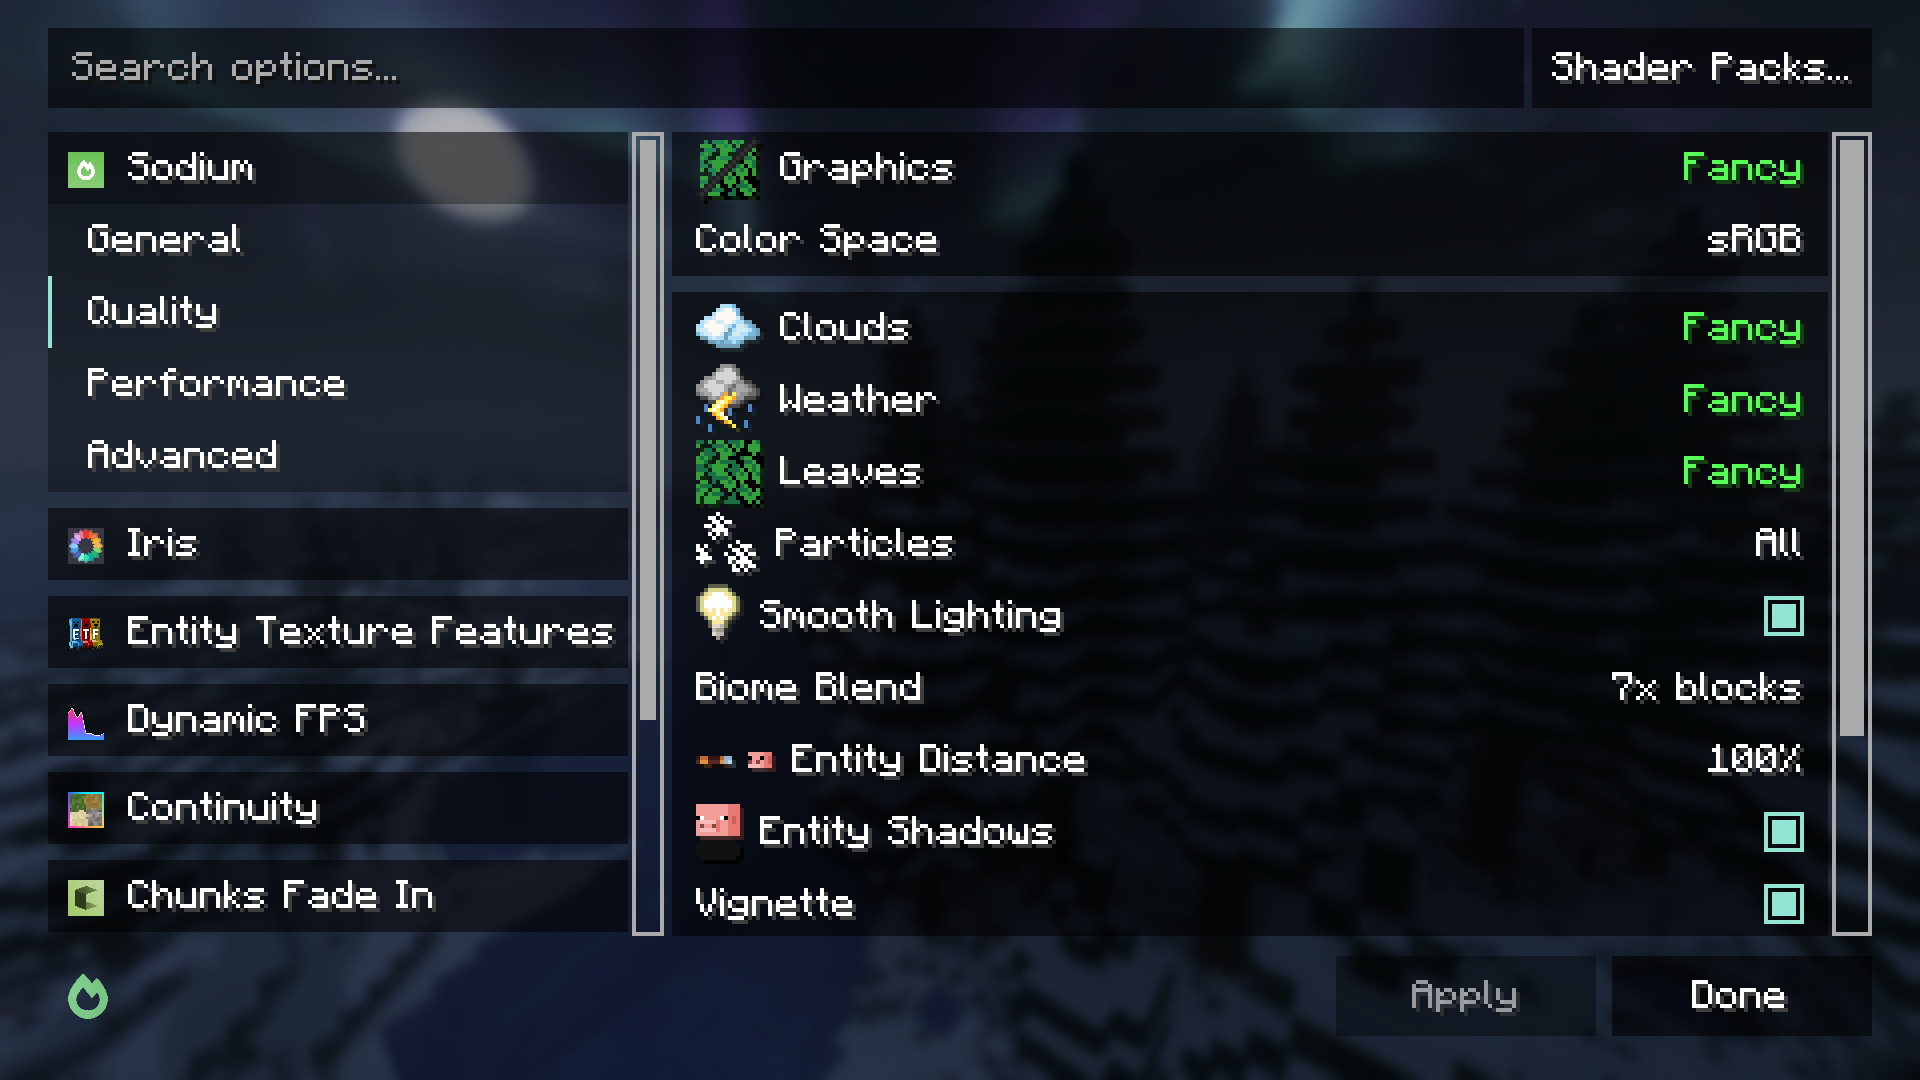 Search options...
Shader Packs...
Sodium
General
Quality
Performance
Advanced
Iris
ETF
Entity Texture Features
Dynamic FPS
Continuity
Chunks Fade In
Graphics Fancy
Color Space sRGB
Clouds Fancy
Weather Fancy
Leaves Fancy
Particles All
Smooth Lighting
Biome Blend 7x blocks
Entity Distance 100%
Entity Shadows
Vignette
Apply
Done